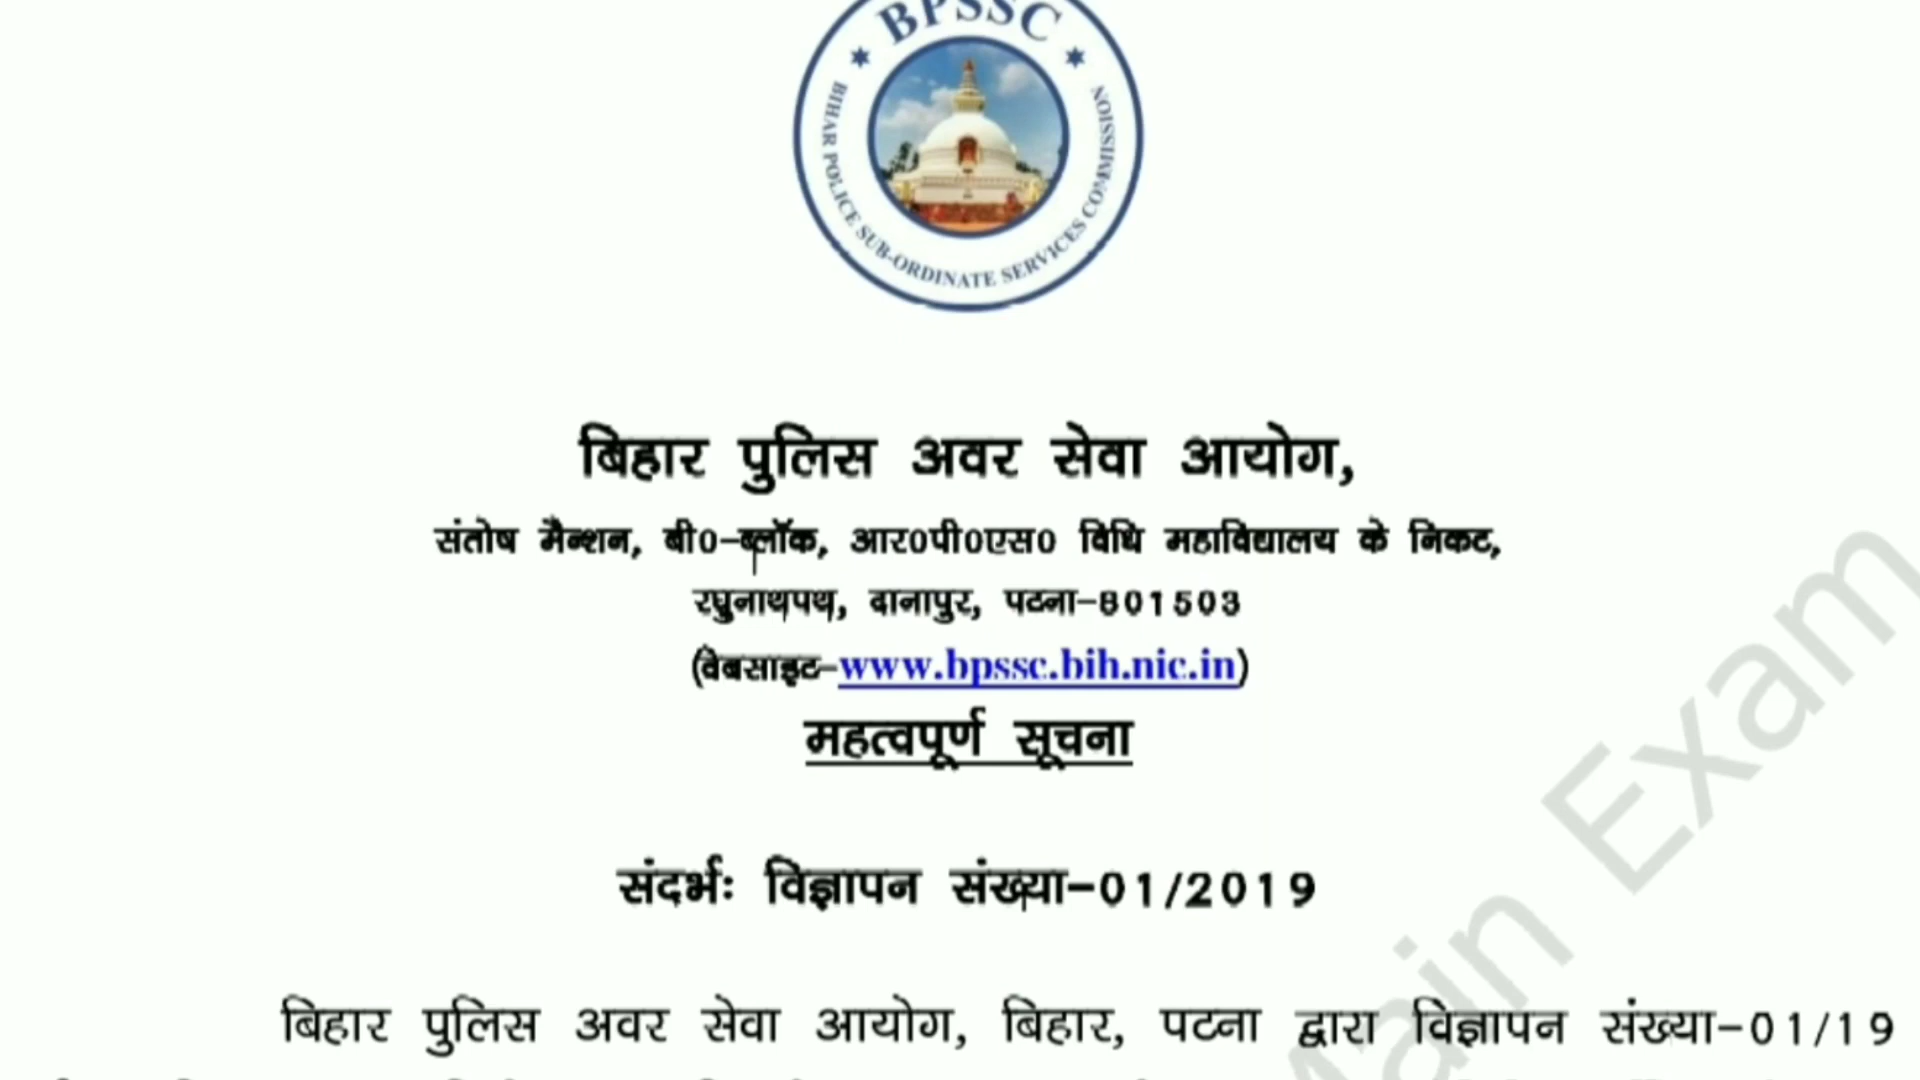 BPSSC
BIHAR POLICE SUB-ORDINATE SERVICES COMMISSION
बिहार पुलिस अवर सेवा आयोग,
संतोष मैन्शन, बी0-ब्लॉक, आर0पी0एस0 विधि महाविद्यालय के निकट,
रघुनाथपथ, दानापुर, पटना-801503
(वेबसाइट-www.bpssc.bih.nic.in)
महत्वपूर्ण सूचना
संदर्भः विज्ञापन संख्या-01/2019
बिहार पुलिस अवर सेवा आयोग, बिहार, पटना द्वारा विज्ञापन संख्या-01/19
Main Exam